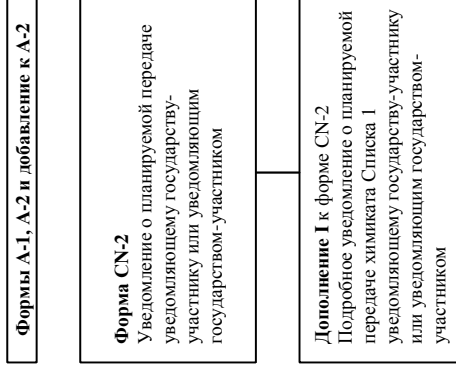 Формы А-1, А-2 и добавление к А-2
Форма CN-2
Уведомление о планируемой передаче
уведомляющему государству-
участнику или уведомляющим
государством-участником
Дополнение I к форме CN-2
Подробное уведомление о планируемой
передаче химиката Списка 1
уведомляющему государству-участнику
или уведомляющим государством-
участником